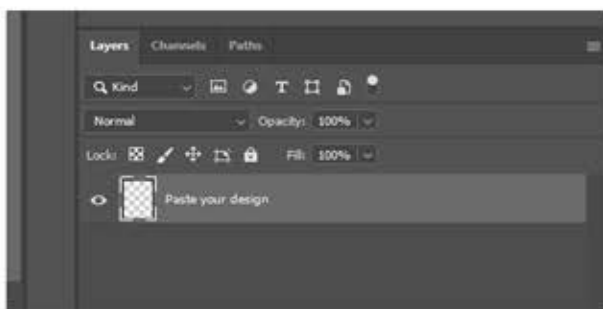 Layers Channels Paths
Kind
Normal Opacity: 100%
Lock: Fill: 100%
Paste your design